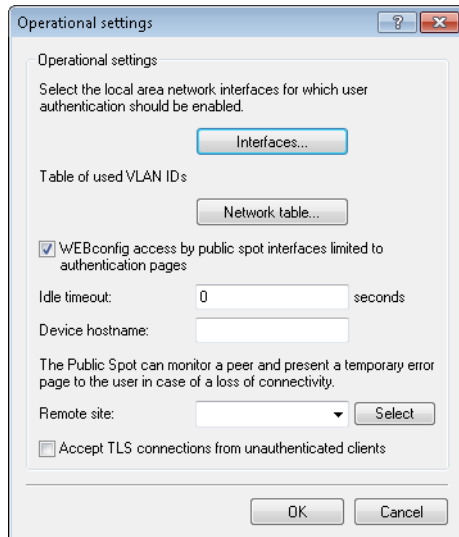 Operational settings
Operational settings
Select the local area network interfaces for which user
authentication should be enabled.
Interfaces...
Table of used VLAN IDs
Network table...
WEBconfig access by public spot interfaces limited to
authentication pages
Idle timeout: 0 seconds
Device hostname:
The Public Spot can monitor a peer and present a temporary error
page to the user in case of a loss of connectivity.
Remote site: Select
Accept TLS connections from unauthenticated clients
OK Cancel